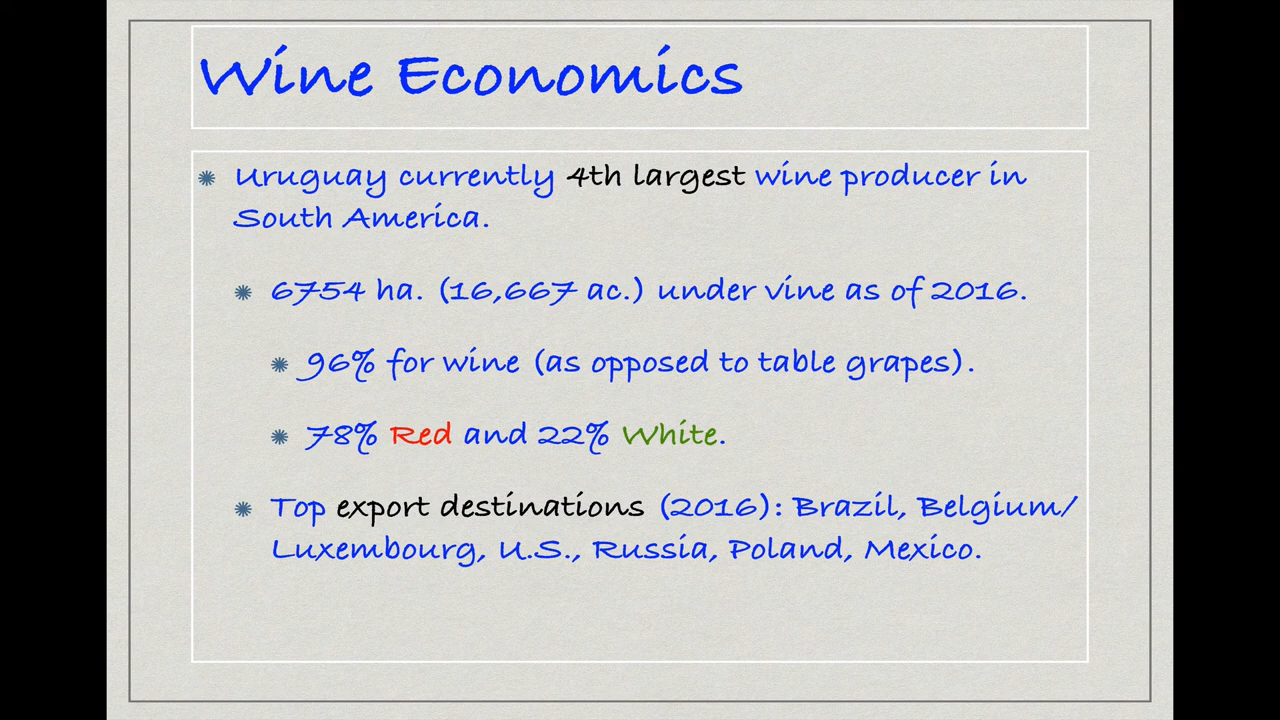 Wine Economics
Uruguay currently 4th largest wine producer in
South America.
6754 ha. (16,667 ac.) under vine as of 2016.
96% for wine (as opposed to table grapes).
78% Red and 22% White.
Top export destinations (2016): Brazil, Belgium/
Luxembourg, U.S., Russia, Poland, Mexico.